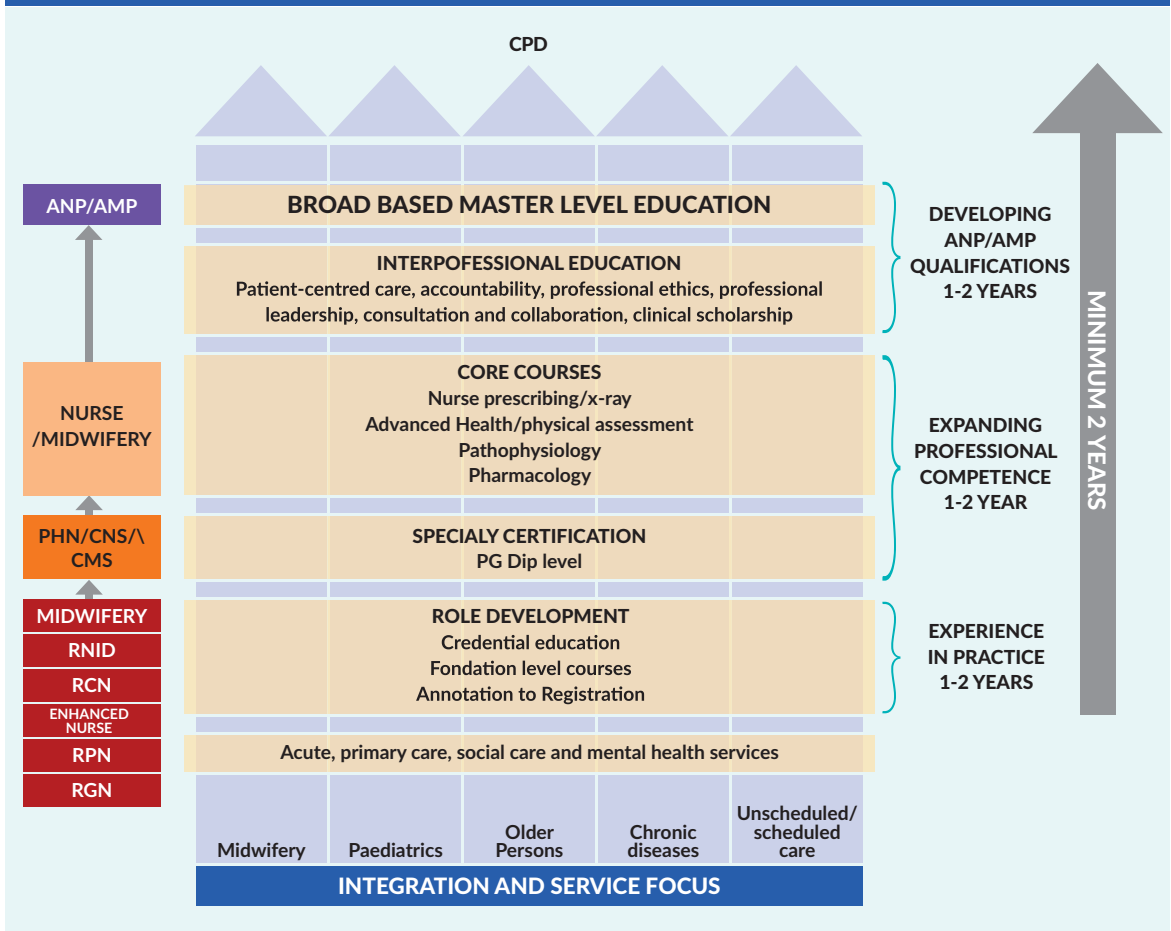 CPD
ANP/AMP
NURSE
/MIDWIFERY
PHN/CNS/\
CMS
MIDWIFERY
RNID
RCN
ENHANCED
NURSE
RPN
RGN
BROAD BASED MASTER LEVEL EDUCATION
INTERPOFESSIONAL EDUCATION
Patient-centred care, accountability, professional ethics, professional
leadership, consultation and collaboration, clinical scholarship
CORE COURSES
Nurse prescribing/x-ray
Advanced Health/physical assessment
Pathophysiology
Pharmacology
SPECIALY CERTIFICATION
PG Dip level
ROLE DEVELOPMENT
Credential education
Fondation level courses
Annotation to Registration
Acute, primary care, social care and mental health services
Midwifery
Paediatrics
Older
Persons
Chronic
diseases
Unscheduled/
scheduled
care
INTEGRATION AND SERVICE FOCUS
DEVELOPING
ANP/AMP
QUALIFICATIONS
1-2 YEARS
EXPANDING
PROFESSIONAL
COMPETENCE
1-2 YEAR
EXPERIENCE
IN PRACTICE
1-2 YEARS
MINIMUM 2 YEARS